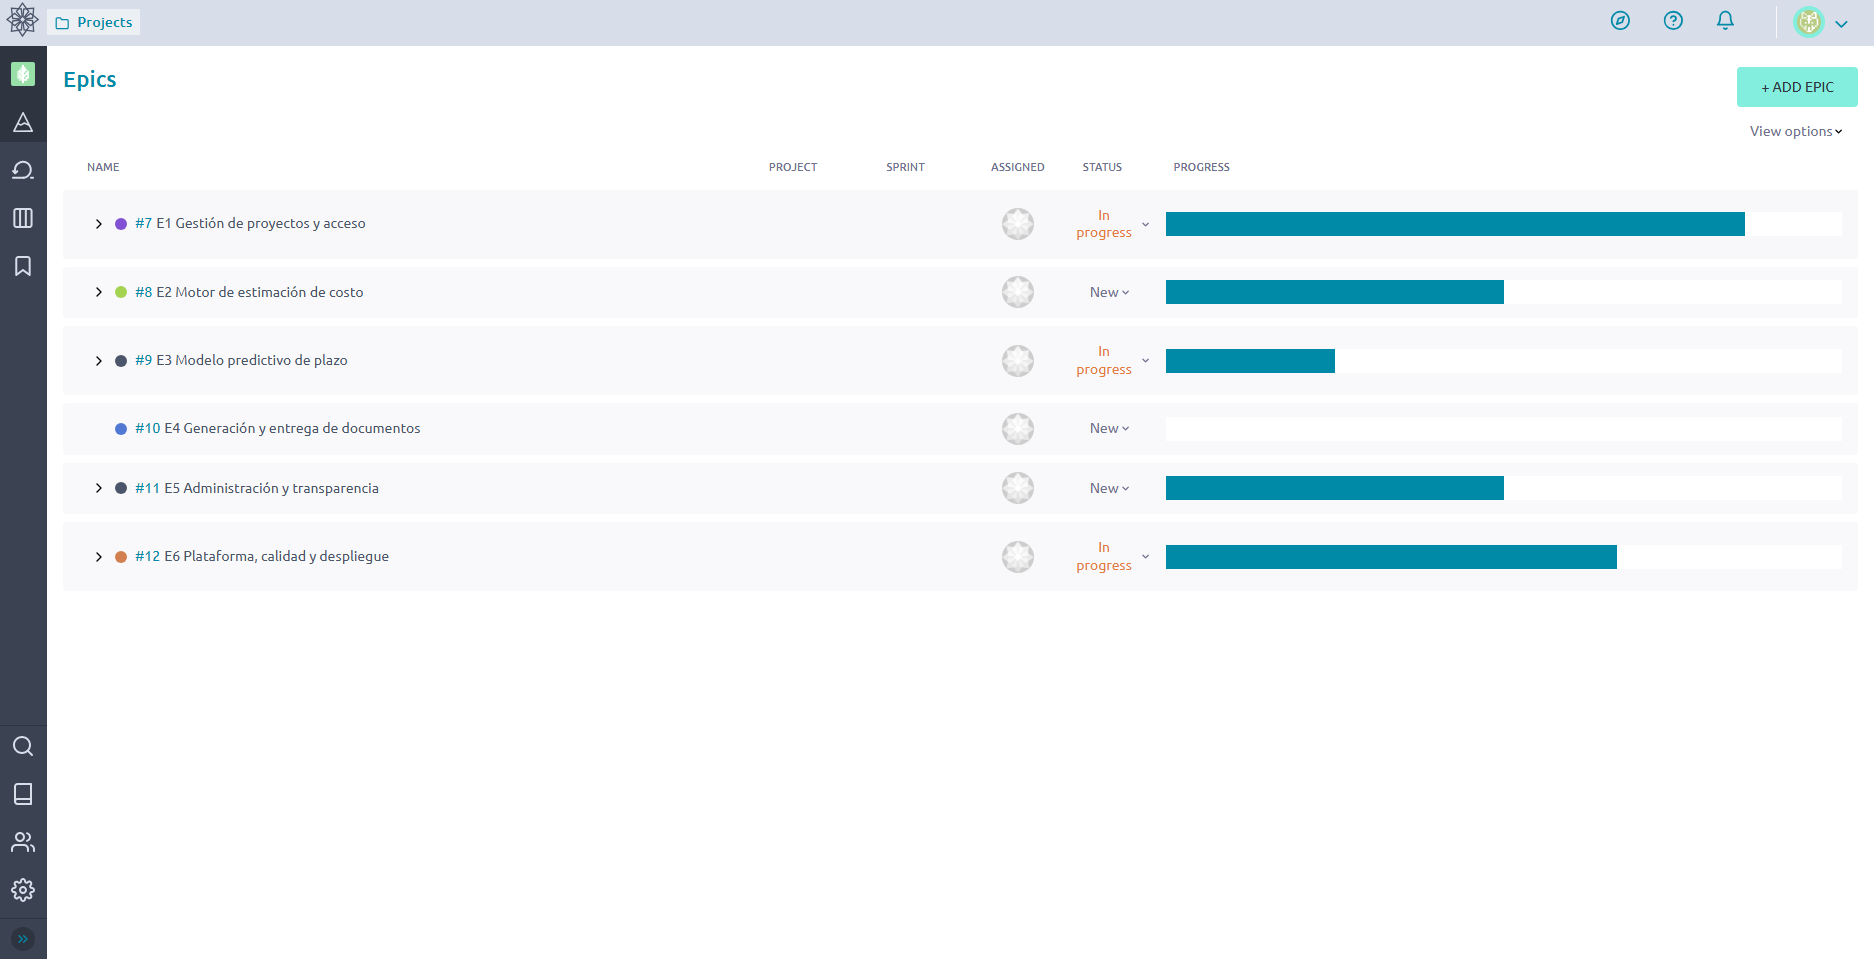 Projects
Epics
+ ADD EPIC
View options
NAME PROJECT SPRINT ASSIGNED STATUS PROGRESS
#7 E1 Gestión de proyectos y acceso In progress
#8 E2 Motor de estimación de costo New
#9 E3 Modelo predictivo de plazo In progress
#10 E4 Generación y entrega de documentos New
#11 E5 Administración y transparencia New
#12 E6 Plataforma, calidad y despliegue In progress